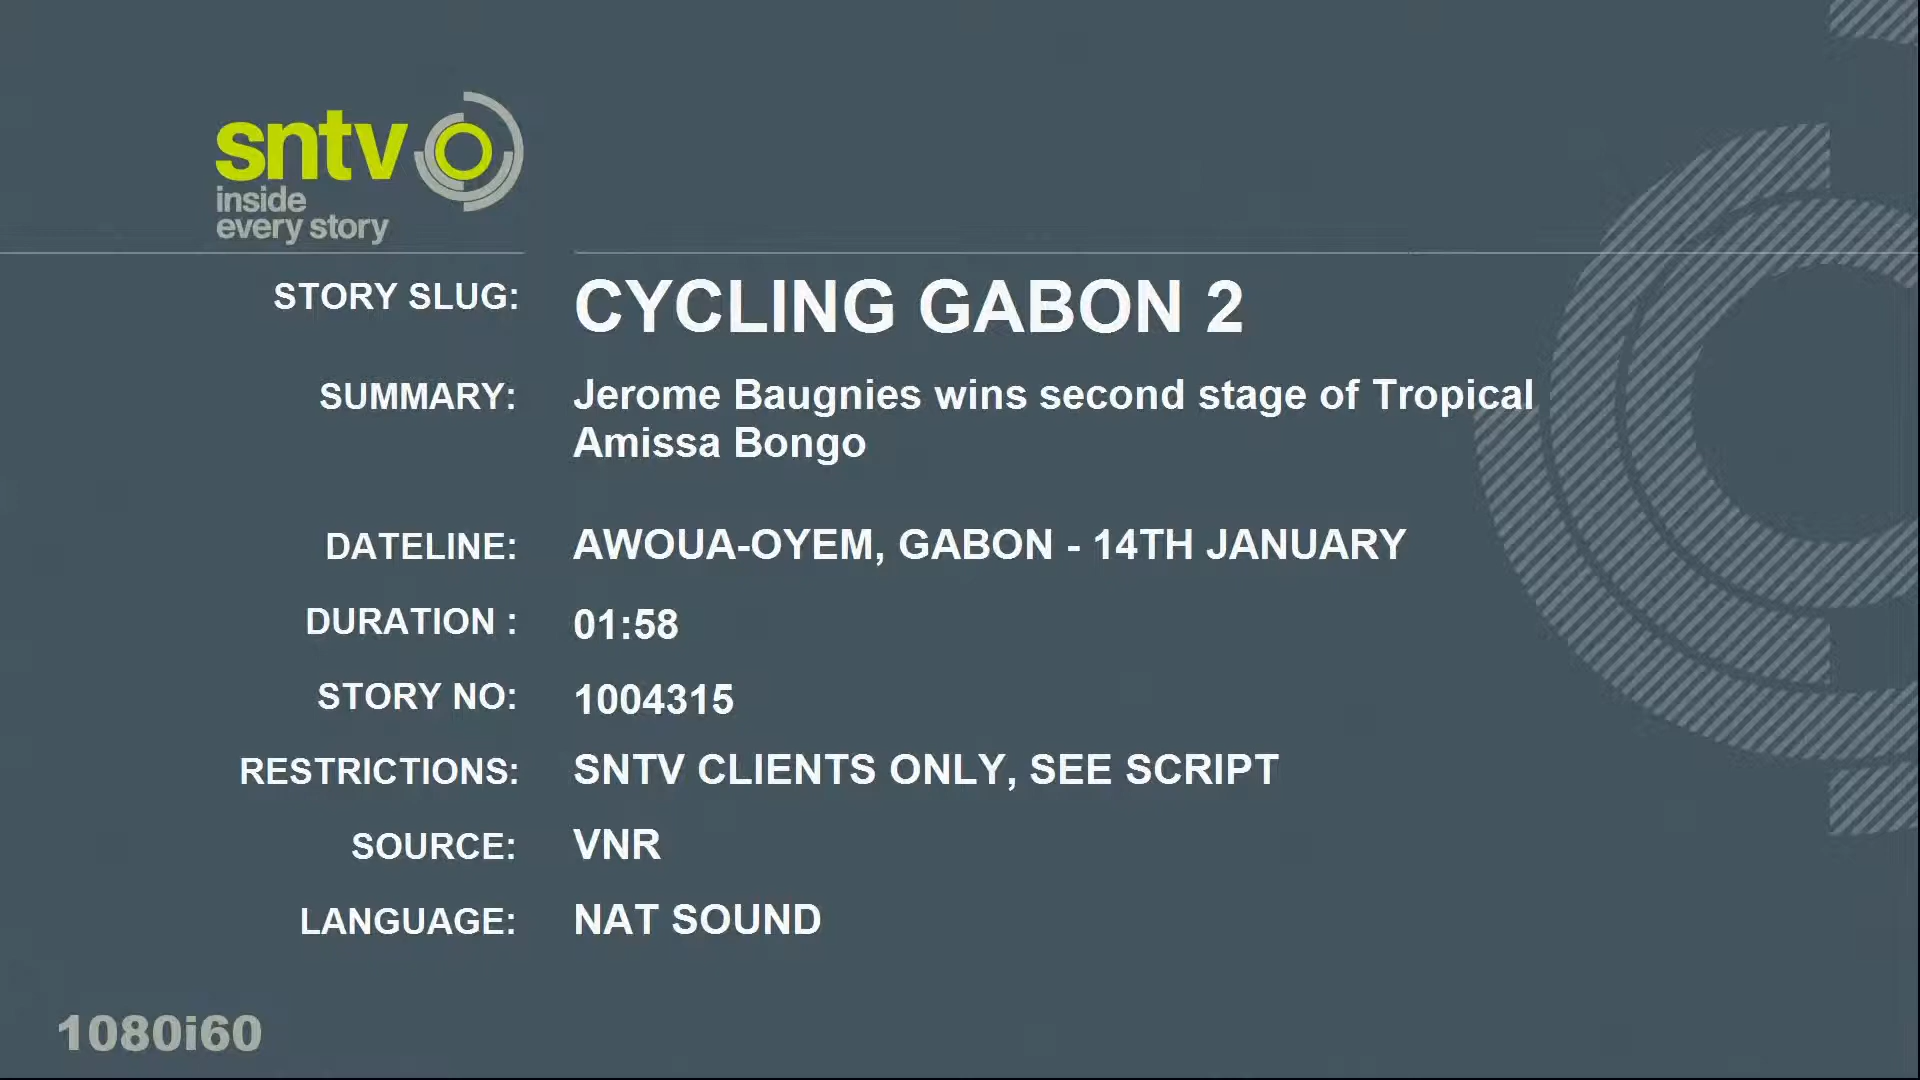 sntv
inside
every story
STORY SLUG: CYCLING GABON 2
SUMMARY: Jerome Baugnies wins second stage of Tropical
Amissa Bongo
DATELINE: AWOUA-OYEM, GABON - 14TH JANUARY
DURATION : 01:58
STORY NO: 1004315
RESTRICTIONS: SNTV CLIENTS ONLY, SEE SCRIPT
SOURCE: VNR
LANGUAGE: NAT SOUND
1080i60